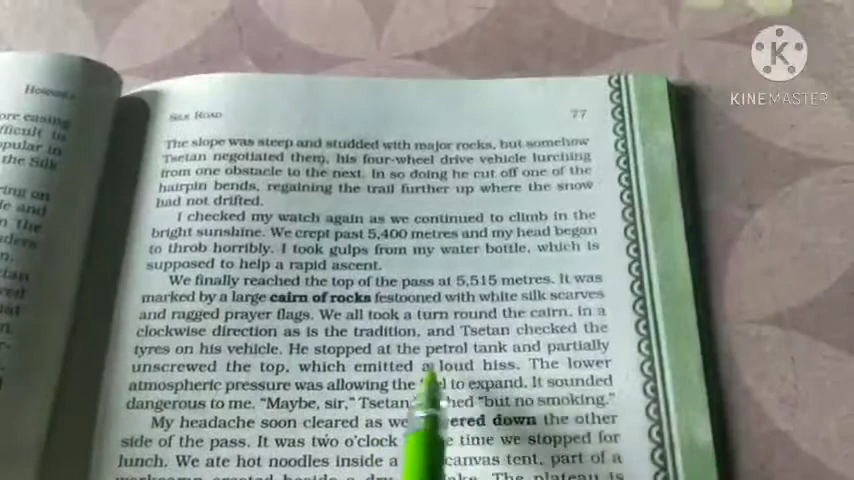 K
KINEMASTER
ore easing
fficult to
opular in
the Silk
ring on
SILK ROAD 77
The slope was steep and studded with major rocks, but somehow
Tsetan negotiated them, his four-wheel drive vehicle lurching
from one obstacle to the next. In so doing he cut off one of the
hairpin bends, regaining the trail further up where the snow
had not drifted.
I checked my watch again as we continued to climb in the
bright sunshine. We crept past 5,400 metres and my head began
to throb horribly. I took gulps from my water bottle, which is
supposed to help a rapid ascent.
We finally reached the top of the pass at 5,515 metres. It was
marked by a large cairn of rocks festooned with white silk scarves
and ragged prayer flags. We all took a turn round the cairn, in a
clockwise direction as is the tradition, and Tsetan checked the
tyres on his vehicle. He stopped at the petrol tank and partially
unscrewed the top, which emitted a loud hiss. The lower
atmospheric pressure was allowing the to expand. It sounded
dangerous to me. “Maybe, sir,” Tsetan “but no smoking.”
My headache soon cleared as we down the other
side of the pass. It was two o'clock time we stopped for
lunch. We ate hot noodles inside a canvas tent, part of a